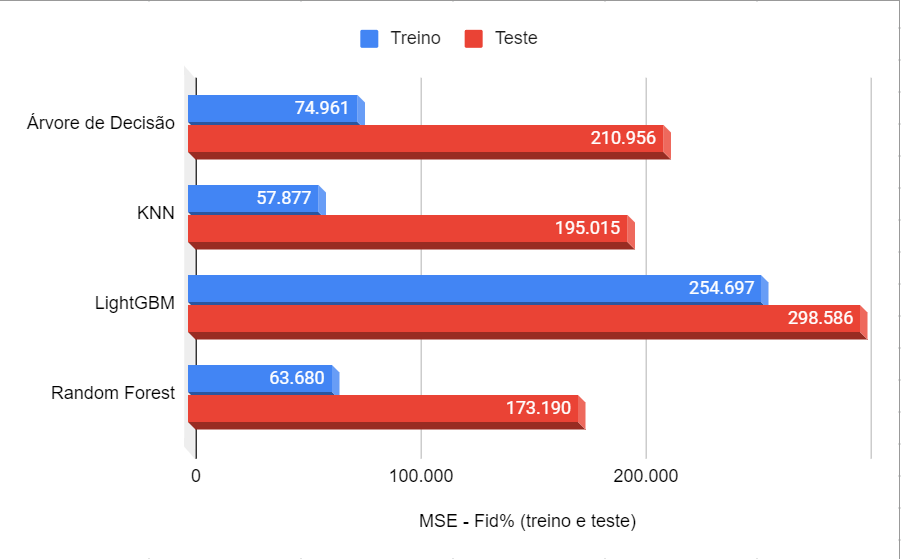 Treino Teste
Árvore de Decisão
74.961
210.956
KNN
57.877
195.015
LightGBM
254.697
298.586
Random Forest
63.680
173.190
0 100.000 200.000
MSE - Fid% (treino e teste)